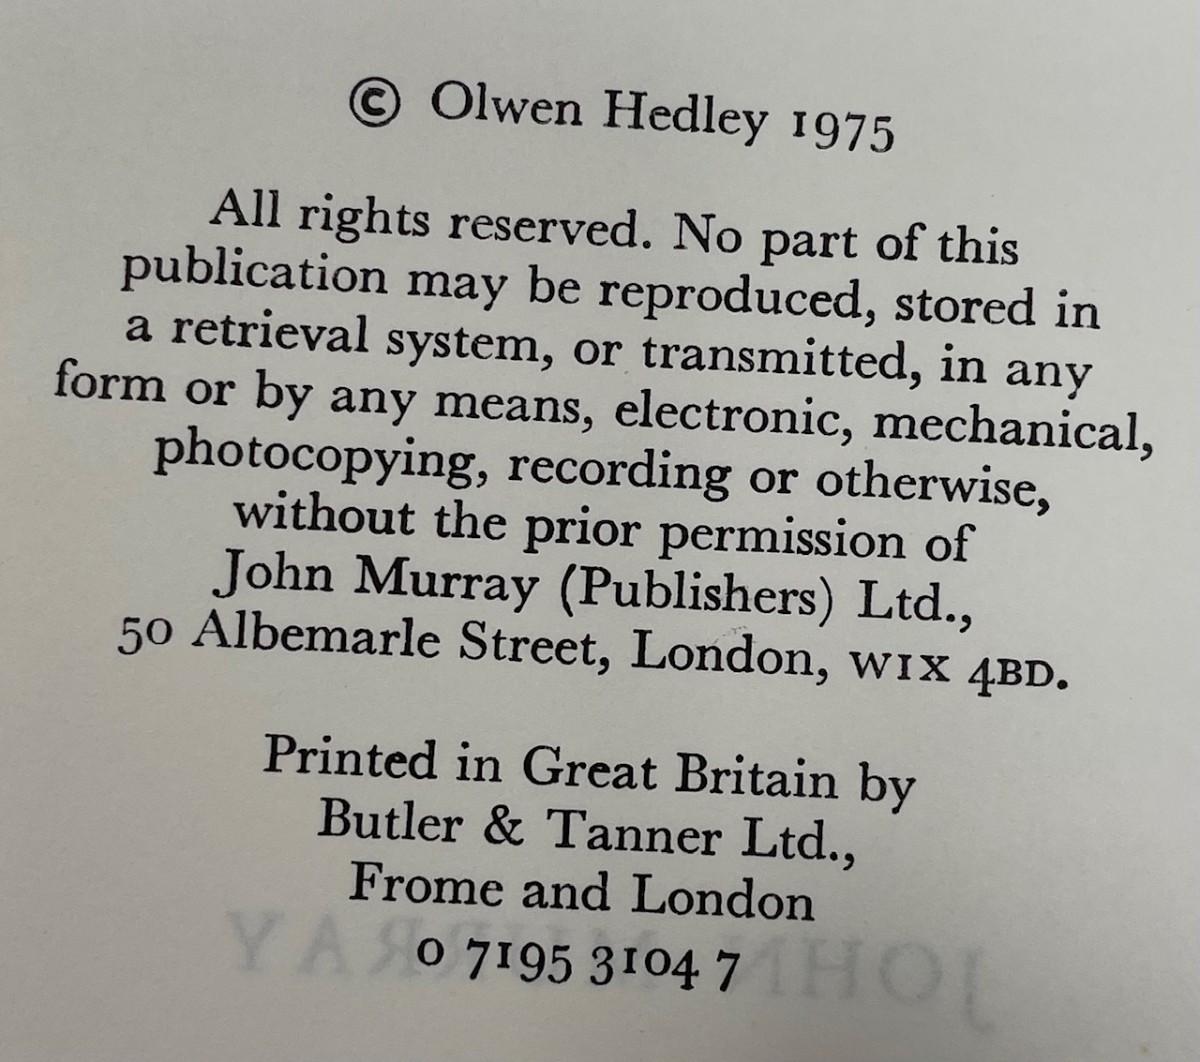 © Olwen Hedley 1975
All rights reserved. No part of this
publication may be reproduced, stored in
a retrieval system, or transmitted, in any
form or by any means, electronic, mechanical,
photocopying, recording or otherwise,
without the prior permission of
John Murray (Publishers) Ltd.,
50 Albemarle Street, London, W1X 4BD.
Printed in Great Britain by
Butler & Tanner Ltd.,
Frome and London
0 7195 3104 7
JOHN MURRAY